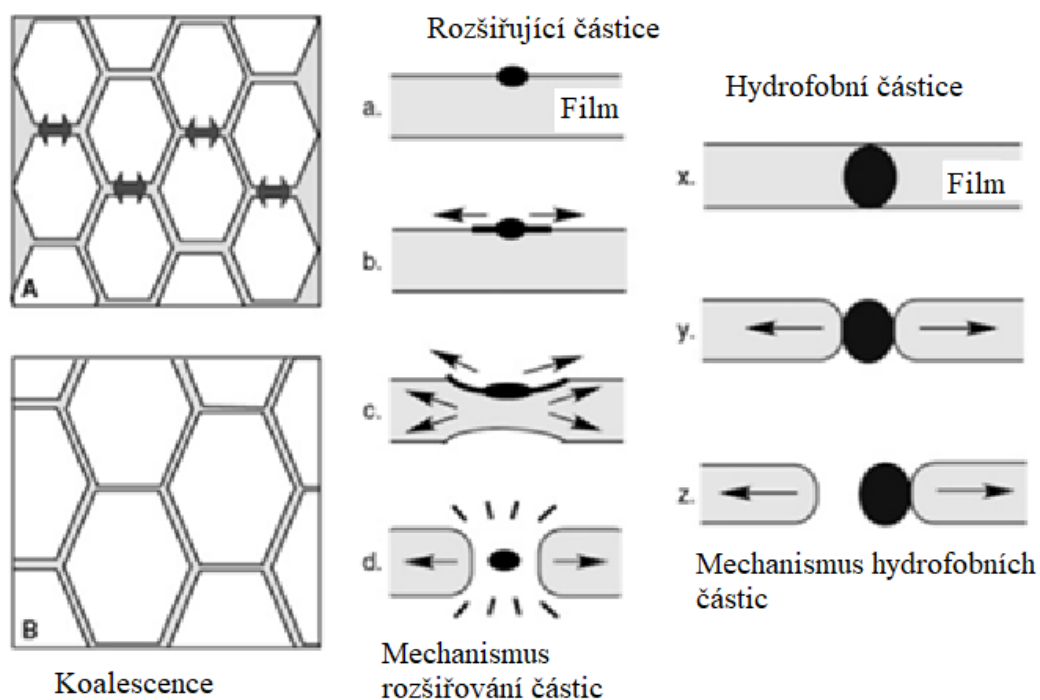 A
B
Koalescence
Rozšiřující částice
a.
Film
b.
c.
d.
Mechanismus
rozšiřování částic
Hydrofobní částice
x.
Film
y.
z.
Mechanismus hydrofobních
částic